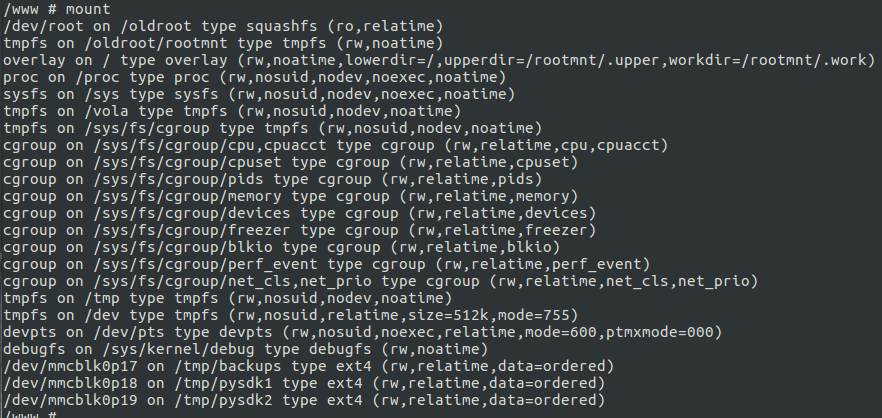 /www # mount
/dev/root on /oldroot type squashfs (ro,relatime)
tmpfs on /oldroot/rootmnt type tmpfs (rw,noatime)
overlay on / type overlay (rw,noatime,lowerdir=/,upperdir=/rootmnt/.upper,workdir=/rootmnt/.work)
proc on /proc type proc (rw,nosuid,nodev,noexec,noatime)
sysfs on /sys type sysfs (rw,nosuid,nodev,noexec,noatime)
tmpfs on /vola type tmpfs (rw,nosuid,nodev,noatime)
tmpfs on /sys/fs/cgroup type tmpfs (rw,nosuid,nodev,noatime)
cgroup on /sys/fs/cgroup/cpu,cpuacct type cgroup (rw,relatime,cpu,cpuacct)
cgroup on /sys/fs/cgroup/cpuset type cgroup (rw,relatime,cpuset)
cgroup on /sys/fs/cgroup/pids type cgroup (rw,relatime,pids)
cgroup on /sys/fs/cgroup/memory type cgroup (rw,relatime,memory)
cgroup on /sys/fs/cgroup/devices type cgroup (rw,relatime,devices)
cgroup on /sys/fs/cgroup/freezer type cgroup (rw,relatime,freezer)
cgroup on /sys/fs/cgroup/blkio type cgroup (rw,relatime,blkio)
cgroup on /sys/fs/cgroup/perf_event type cgroup (rw,relatime,perf_event)
cgroup on /sys/fs/cgroup/net_cls,net_prio type cgroup (rw,relatime,net_cls,net_prio)
tmpfs on /tmp type tmpfs (rw,nosuid,nodev,noatime)
tmpfs on /dev type tmpfs (rw,nosuid,relatime,size=512k,mode=755)
devpts on /dev/pts type devpts (rw,nosuid,noexec,relatime,mode=600,ptmxmode=000)
debugfs on /sys/kernel/debug type debugfs (rw,noatime)
/dev/mmcblk0p17 on /tmp/backups type ext4 (rw,relatime,data=ordered)
/dev/mmcblk0p18 on /tmp/pysdk1 type ext4 (rw,relatime,data=ordered)
/dev/mmcblk0p19 on /tmp/pysdk2 type ext4 (rw,relatime,data=ordered)
/www #